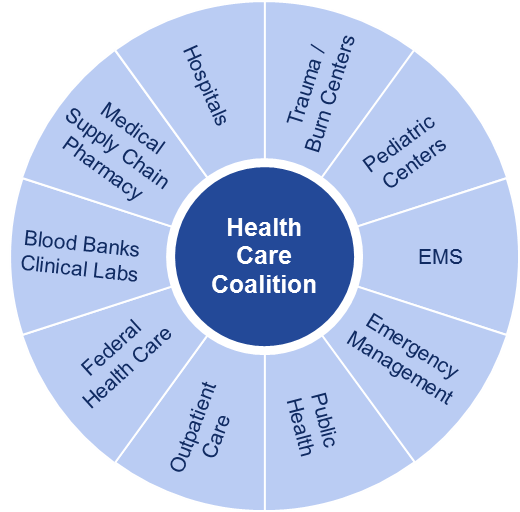 Health
Care
Coalition
Trauma /
Burn Centers
Pediatric
Centers
EMS
Emergency
Management
Public
Health
Outpatient
Care
Federal
Health Care
Blood Banks
Clinical Labs
Medical
Supply Chain
Pharmacy
Hospitals